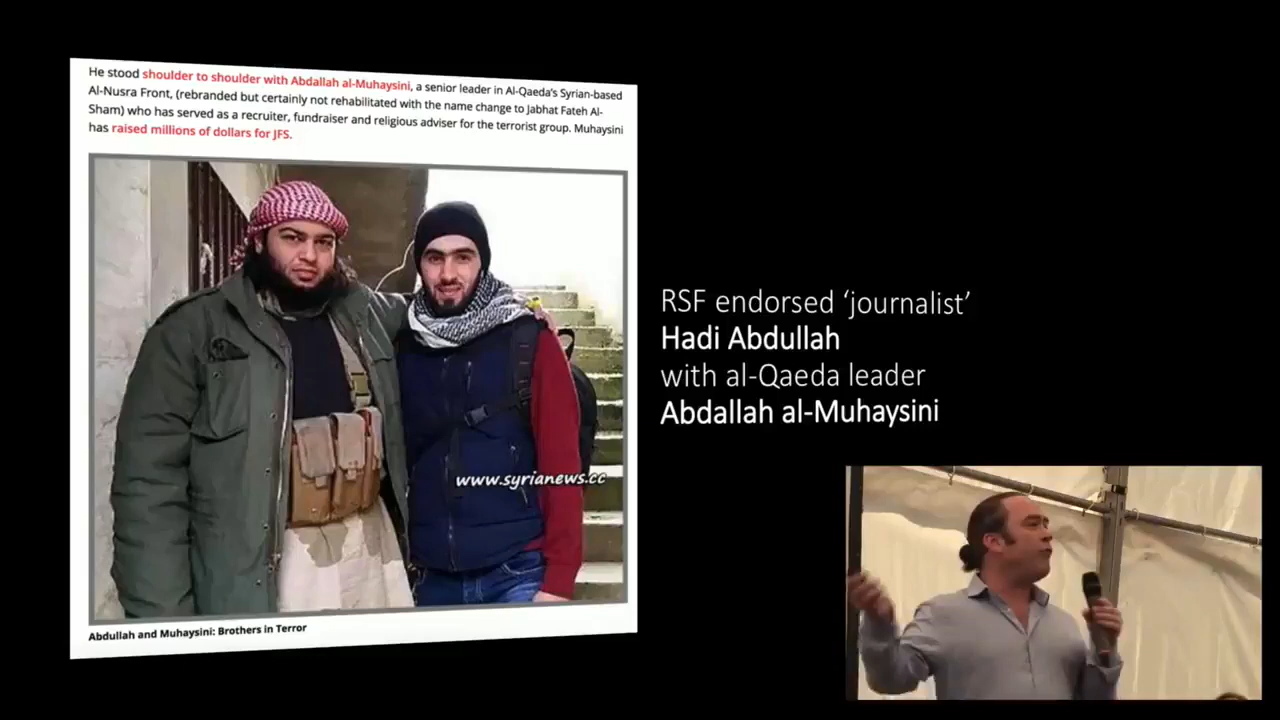 He stood shoulder to shoulder with Abdallah al-Muhaysini, a senior leader in Al-Qaeda's Syrian-based
Al-Nusra Front, (rebranded but certainly not rehabilitated with the name change to Jabhat Fateh Al-
Sham) who has served as a recruiter, fundraiser and religious adviser for the terrorist group. Muhaysini
has raised millions of dollars for JFS.
www.syrianews.cc
Abdullah and Muhaysini: Brothers in Terror
RSF endorsed ‘journalist’
Hadi Abdullah
with al-Qaeda leader
Abdallah al-Muhaysini